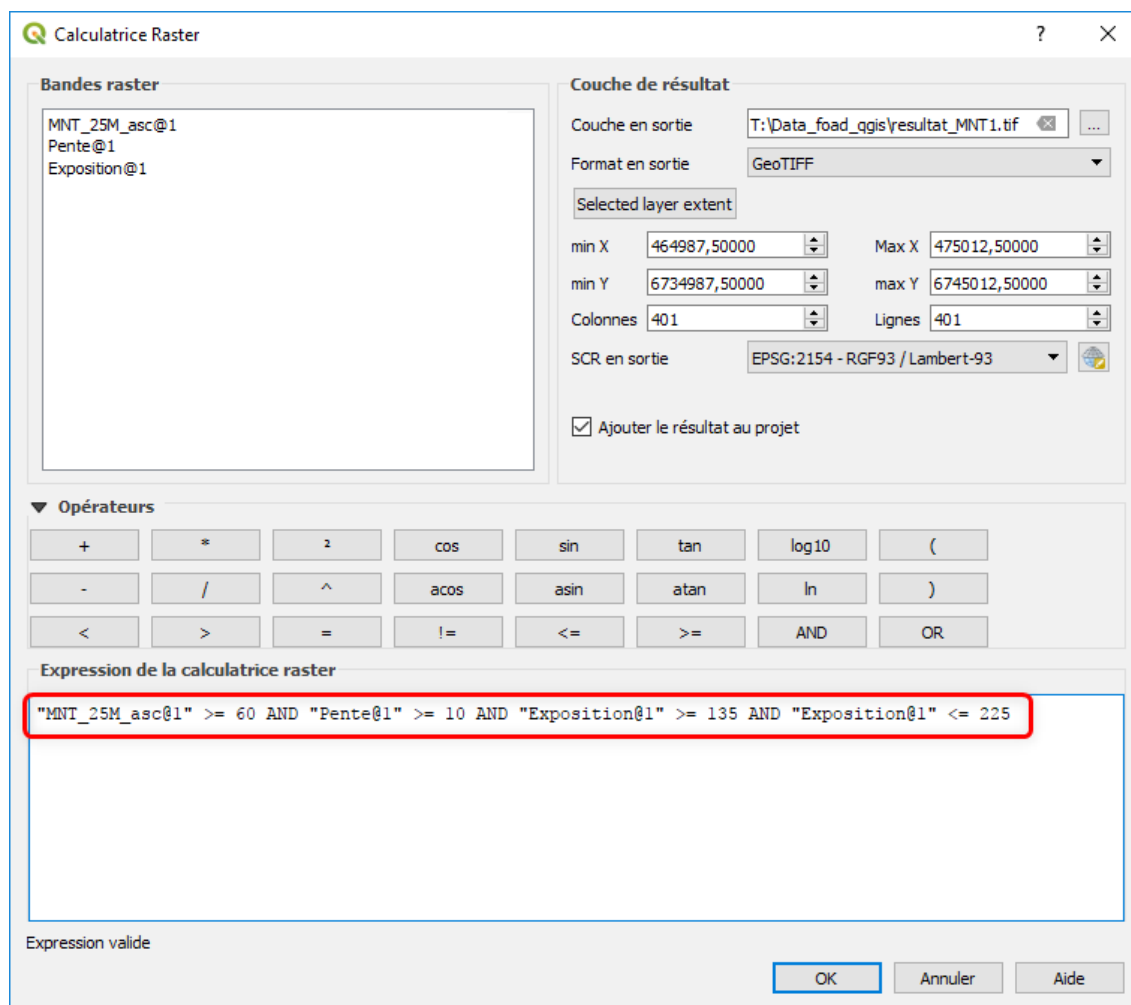 Calculatrice Raster ?
Bandes raster
MNT_25M_asc@1
Pente@1
Exposition@1
Couche de résultat
Couche en sortie T:\Data_foad_qgis\resultat_MNT1.tif ...
Format en sortie GeoTIFF
Selected layer extent
min X 464987,50000 Max X 475012,50000
min Y 6734987,50000 max Y 6745012,50000
Colonnes 401 Lignes 401
SCR en sortie EPSG:2154 - RGF93 / Lambert-93
Ajouter le résultat au projet
Opérateurs
+ * ² cos sin tan log10 (
- / ^ acos asin atan ln )
< > = != <= >= AND OR
Expression de la calculatrice raster
"MNT_25M_asc@1" >= 60 AND "Pente@1" >= 10 AND "Exposition@1" >= 135 AND "Exposition@1" <= 225
Expression valide
OK Annuler Aide